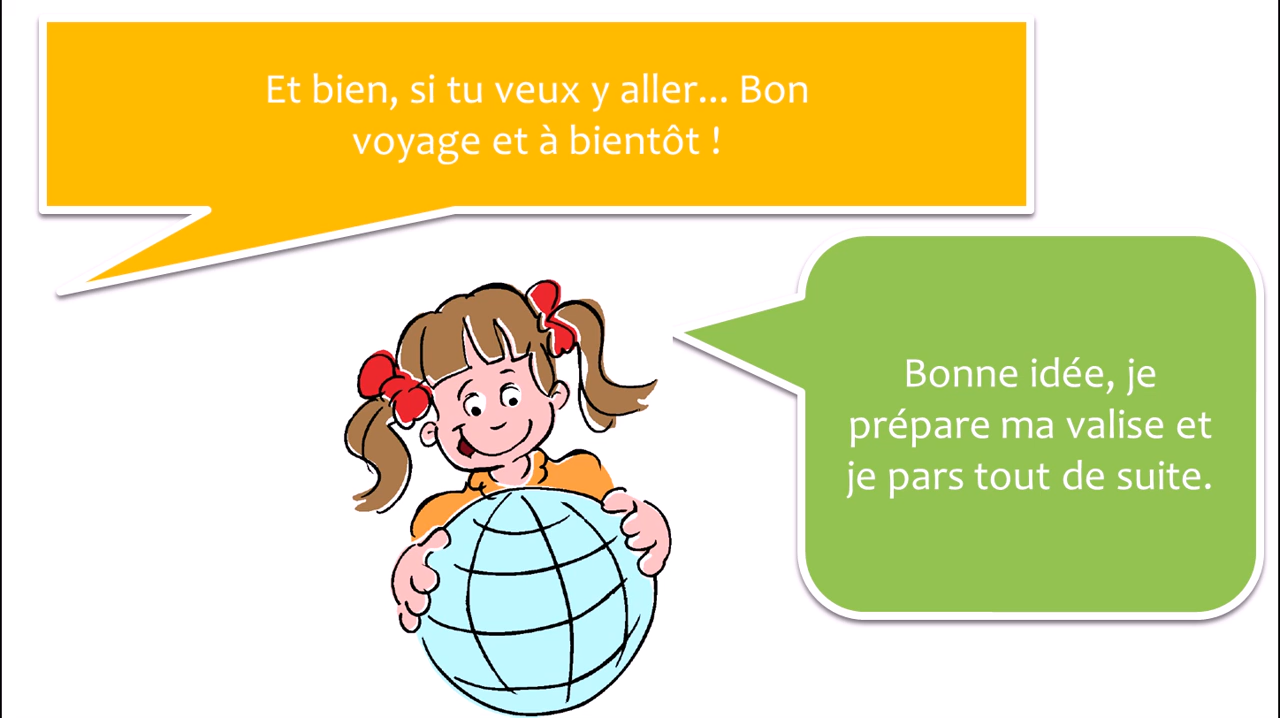 Et bien, si tu veux y aller... Bon
voyage et à bientôt !
Bonne idée, je
prépare ma valise et
je pars tout de suite.